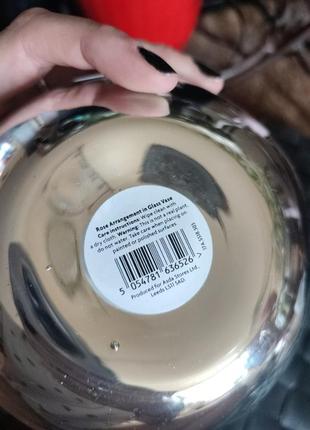 Rose Arrangement in Glass Vase
Care instructions: Wipe clean with
a dry cloth. Warning: This is not a real plant,
do not water. Take care when placing on
painted or polished surfaces.
5 054781 636526 >
Produced for Asda Stores Ltd.,
Leeds LS11 5AD.